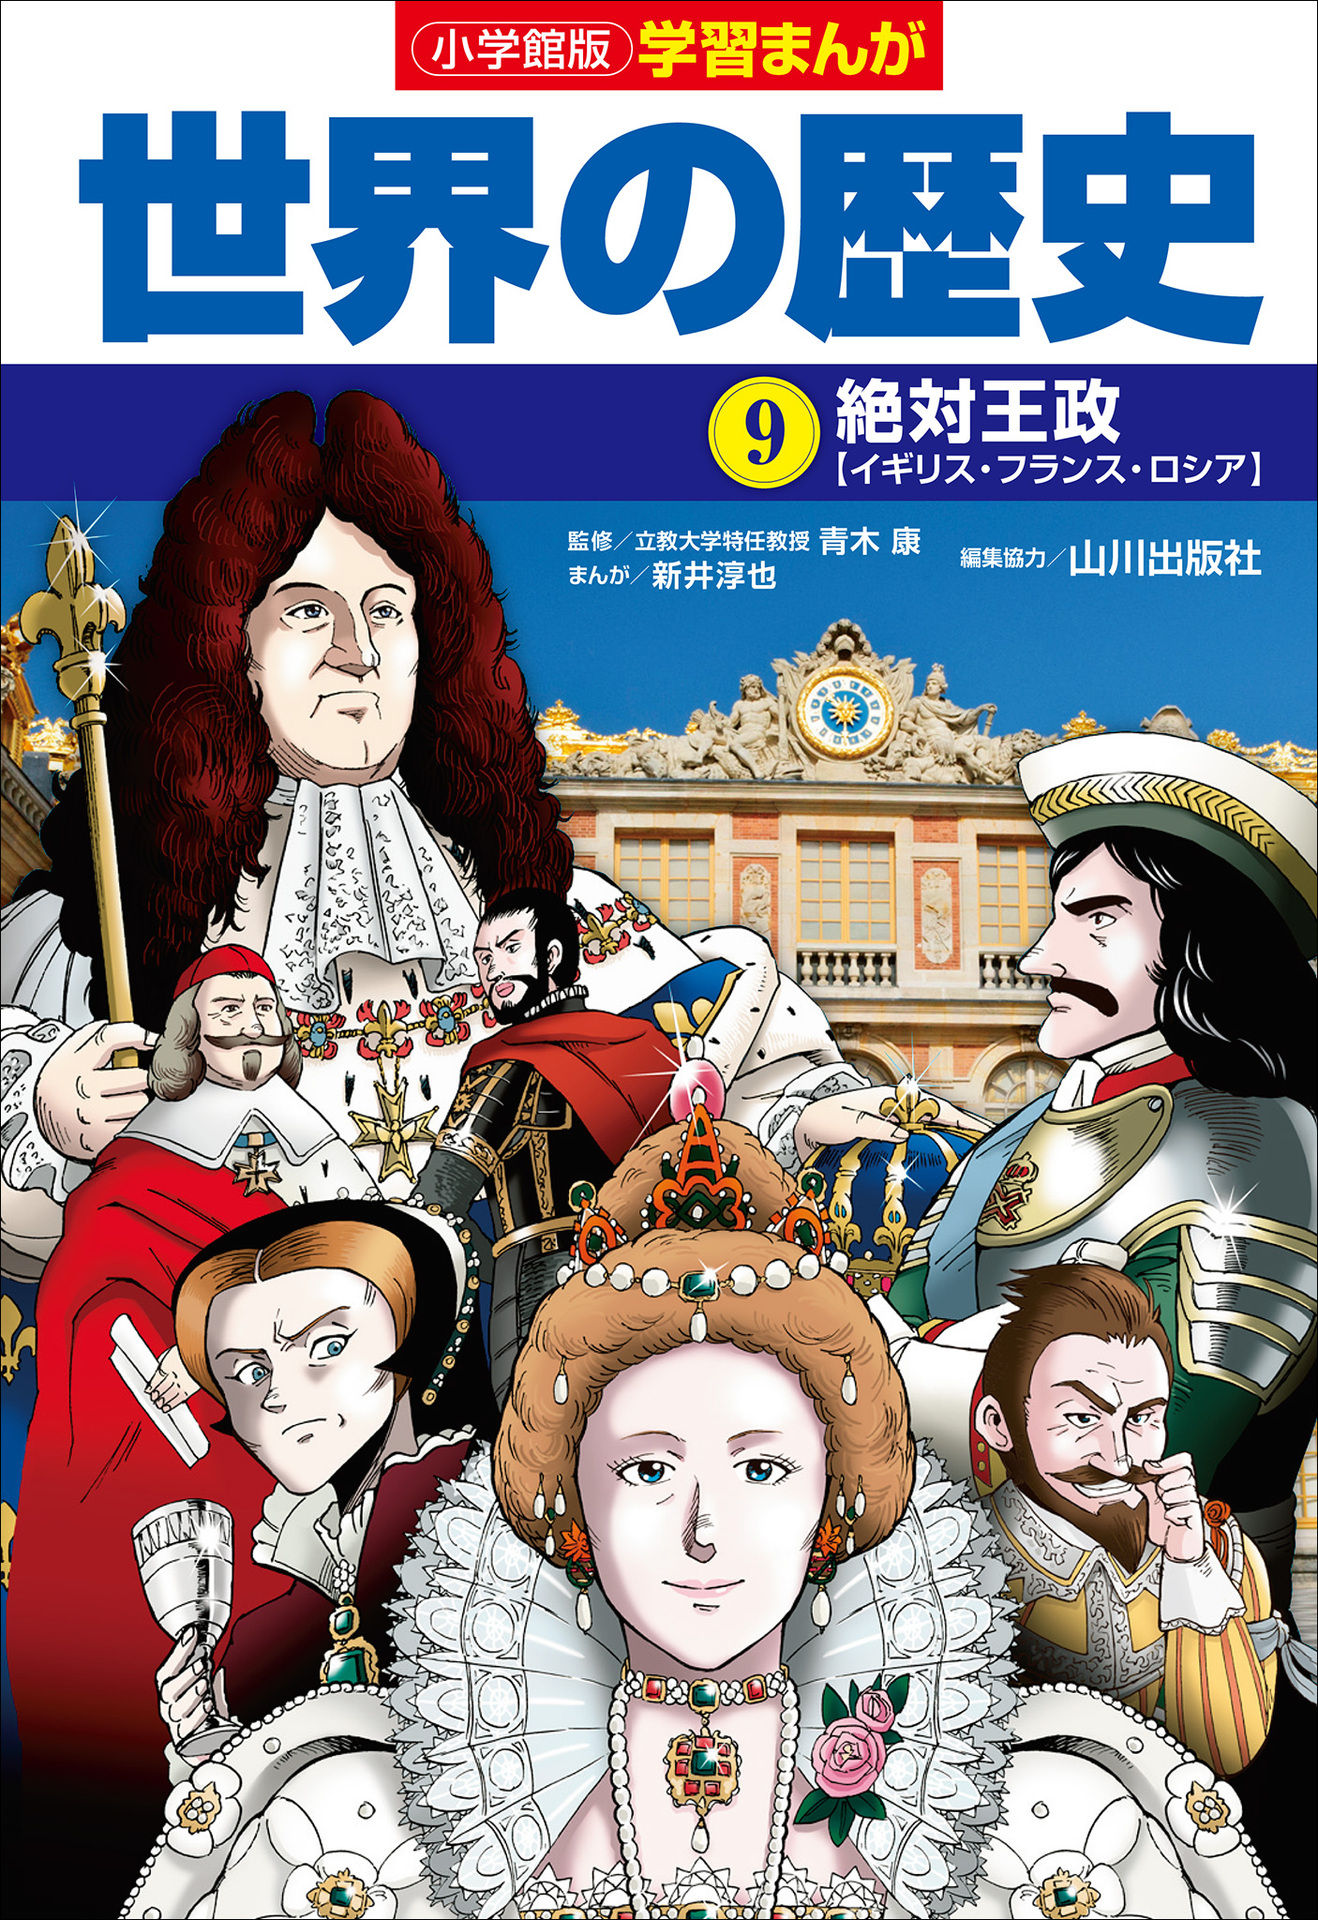 小学館版 学習まんが
世界の歴史
9 絶対王政
【イギリス・フランス・ロシア】
監修／立教大学特任教授 青木 康
まんが／新井淳也
編集協力／山川出版社